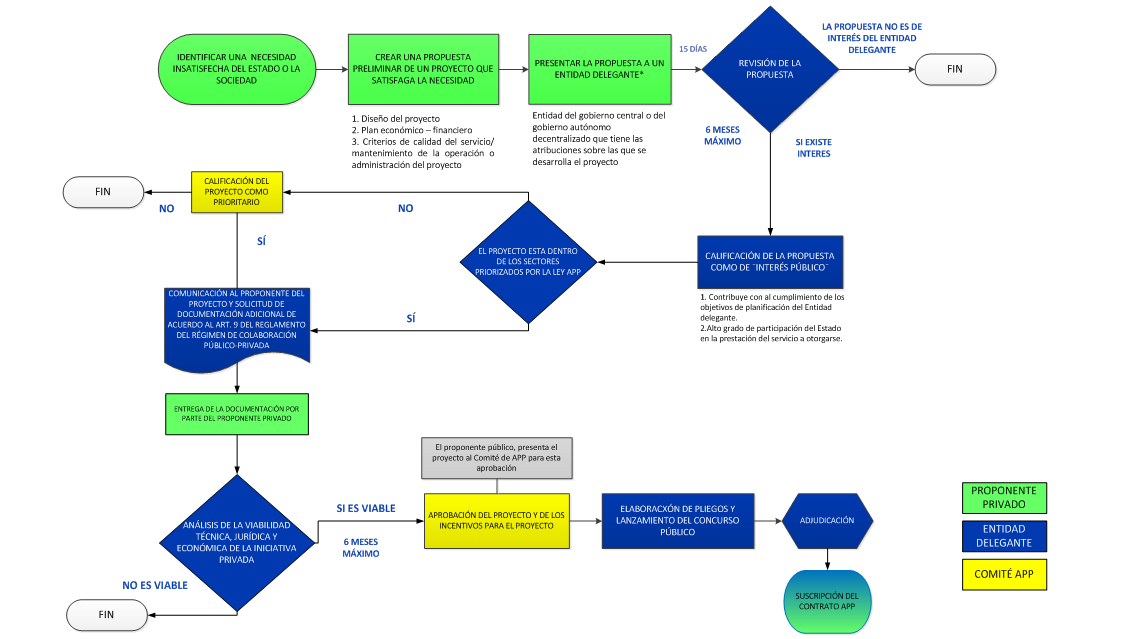 IDENTIFICAR UNA NECESIDAD
INSATISFECHA DEL ESTADO O LA
SOCIEDAD
CREAR UNA PROPUESTA
PRELIMINAR DE UN PROYECTO QUE
SATISFAGA LA NECESIDAD
PRESENTAR LA PROPUESTA A UN
ENTIDAD DELEGANTE*
15 DÍAS
REVISIÓN DE LA
PROPUESTA
LA PROPUESTA NO ES DE
INTERÉS DEL ENTIDAD
DELEGANTE
FIN
1. Diseño del proyecto
2. Plan económico – financiero
3. Criterios de calidad del servicio/
mantenimiento de la operación o
administración del proyecto
Entidad del gobierno central o del
gobierno autónomo
decentralizado que tiene las
atribuciones sobre las que se
desarrolla el proyecto
6 MESES
MÁXIMO
SI EXISTE
INTERES
FIN
NO
CALIFICACIÓN DEL
PROYECTO COMO
PRIORITARIO
NO
SÍ
EL PROYECTO ESTA DENTRO
DE LOS SECTORES
PRIORIZADOS POR LA LEY APP
CALIFICACIÓN DE LA PROPUESTA
COMO DE ¨INTERÉS PÚBLICO¨
1. Contribuye con al cumplimiento de los
objetivos de planificación del Entidad
delegante.
2.Alto grado de participación del Estado
en la prestación del servicio a otorgarse.
COMUNICACIÓN AL PROPONENTE DEL
PROYECTO Y SOLICITUD DE
DOCUMENTACIÓN ADICIONAL DE
ACUERDO AL ART. 9 DEL REGLAMENTO
DEL RÉGIMEN DE COLABORACIÓN
PÚBLICO-PRIVADA
SÍ
ENTREGA DE LA DOCUMENTACIÓN POR
PARTE DEL PROPONENTE PRIVADO
El proponente público, presenta el
proyecto al Comité de APP para esta
aprobación
ANÁLISIS DE LA VIABILIDAD
TÉCNICA, JURÍDICA Y
ECONÓMICA DE LA INICIATIVA
PRIVADA
SI ES VIABLE
6 MESES
MÁXIMO
APROBACIÓN DEL PROYECTO Y DE LOS
INCENTIVOS PARA EL PROYECTO
ELABORACXÓN DE PLIEGOS Y
LANZAMIENTO DEL CONCURSO
PÚBLICO
ADJUDICACIÓN
SUSCRIPCIÓN DEL
CONTRATO APP
NO ES VIABLE
FIN
PROPONENTE
PRIVADO
ENTIDAD
DELEGANTE
COMITÉ APP